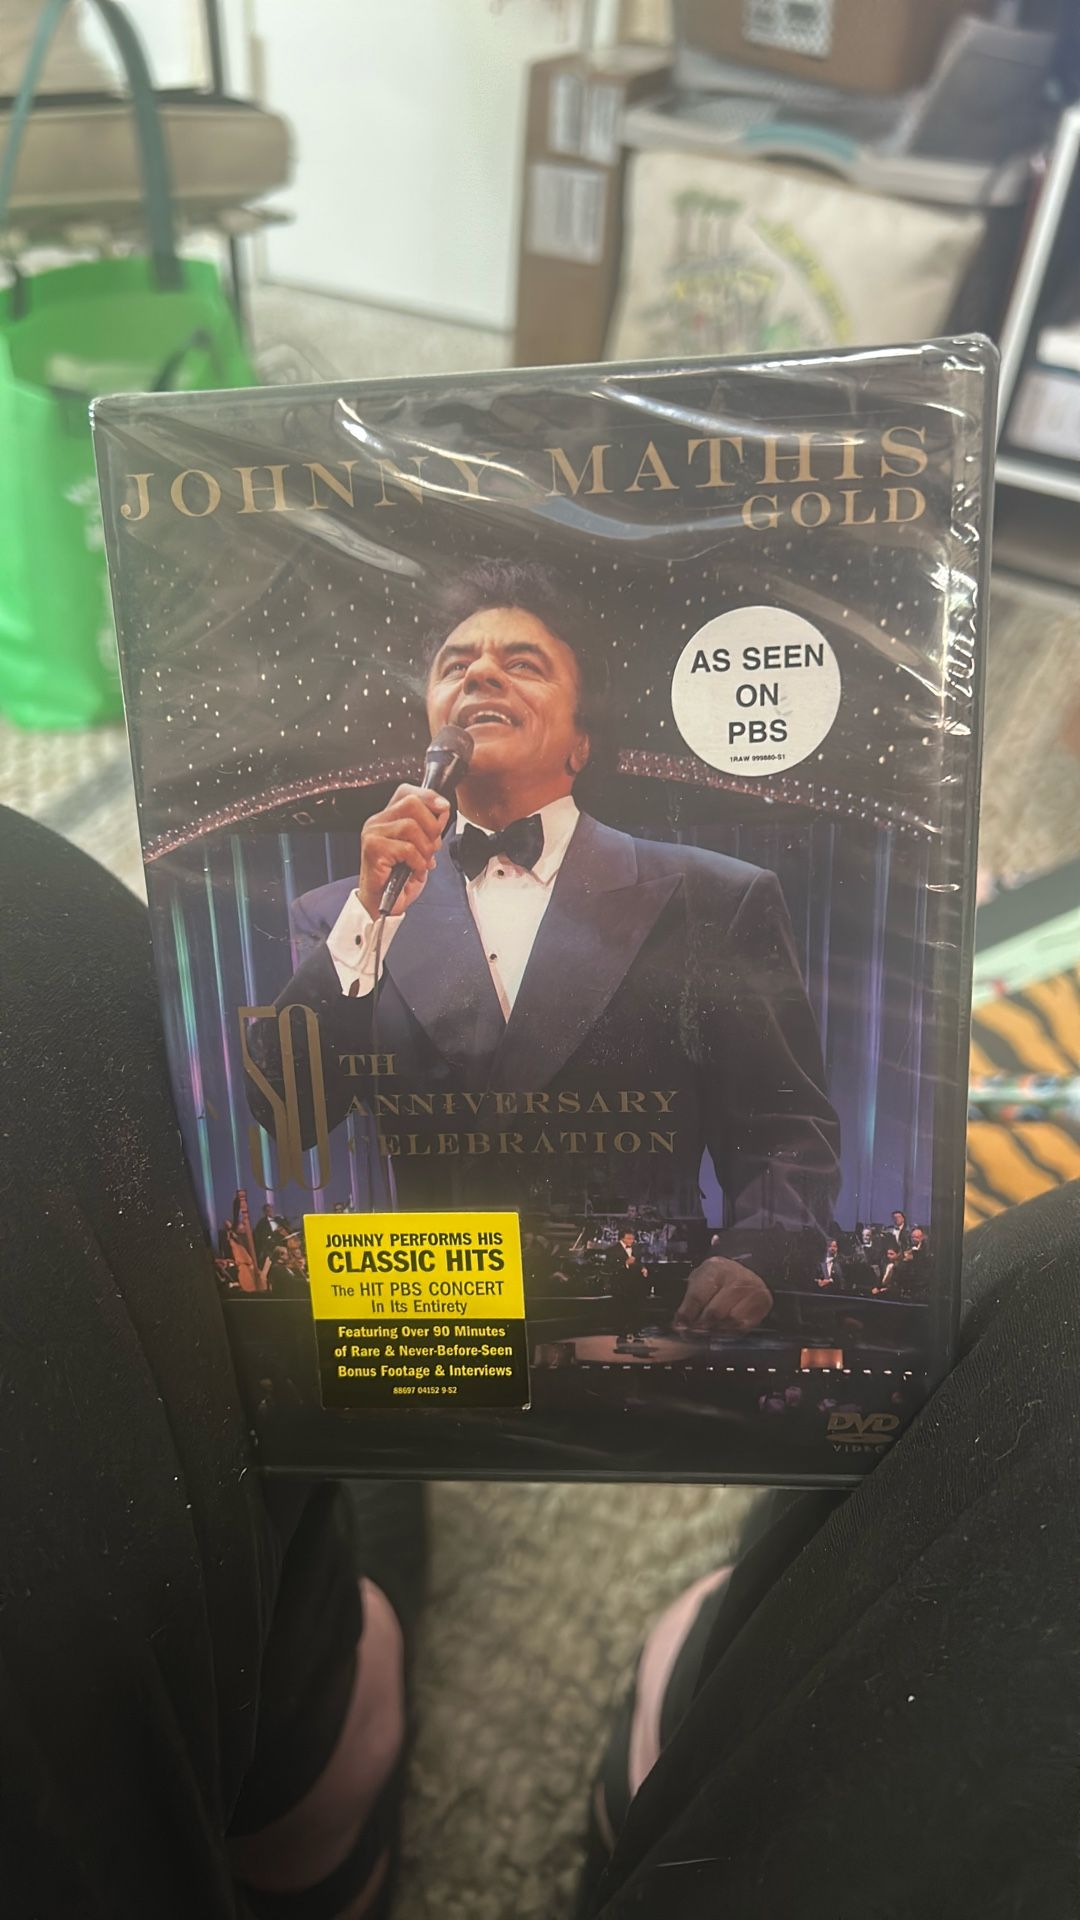 JOHNNY MATHIS
GOLD
AS SEEN
ON
PBS
1RAW 999880-S1
50
TH
ANNIVERSARY
CELEBRATION
JOHNNY PERFORMS HIS
CLASSIC HITS
The HIT PBS CONCERT
In Its Entirety
Featuring Over 90 Minutes
of Rare & Never-Before-Seen
Bonus Footage & Interviews
88697 04152 9-S2
DVD
VIDEO